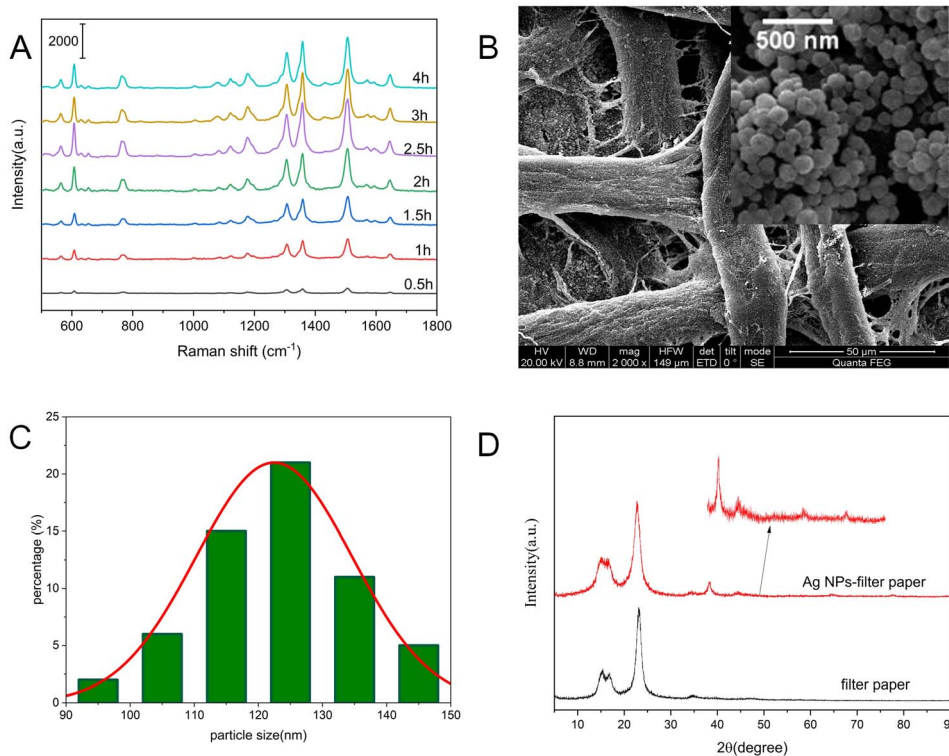 A
2000
4h
3h
2.5h
2h
1.5h
1h
0.5h
Intensity(a.u.)
600 800 1000 1200 1400 1600 1800
Raman shift (cm⁻¹)
B
500 nm
HV WD mag HFW det tilt mode 50 µm
20.00 kV 8.8 mm 2 000 x 149 µm ETD 0 ° SE Quanta FEG
C
25
20
15
10
5
0
percentage (%)
90 100 110 120 130 140 150
particle size(nm)
D
Intensity(a.u.)
Ag NPs-filter paper
filter paper
10 20 30 40 50 60 70 80
2θ(degree)